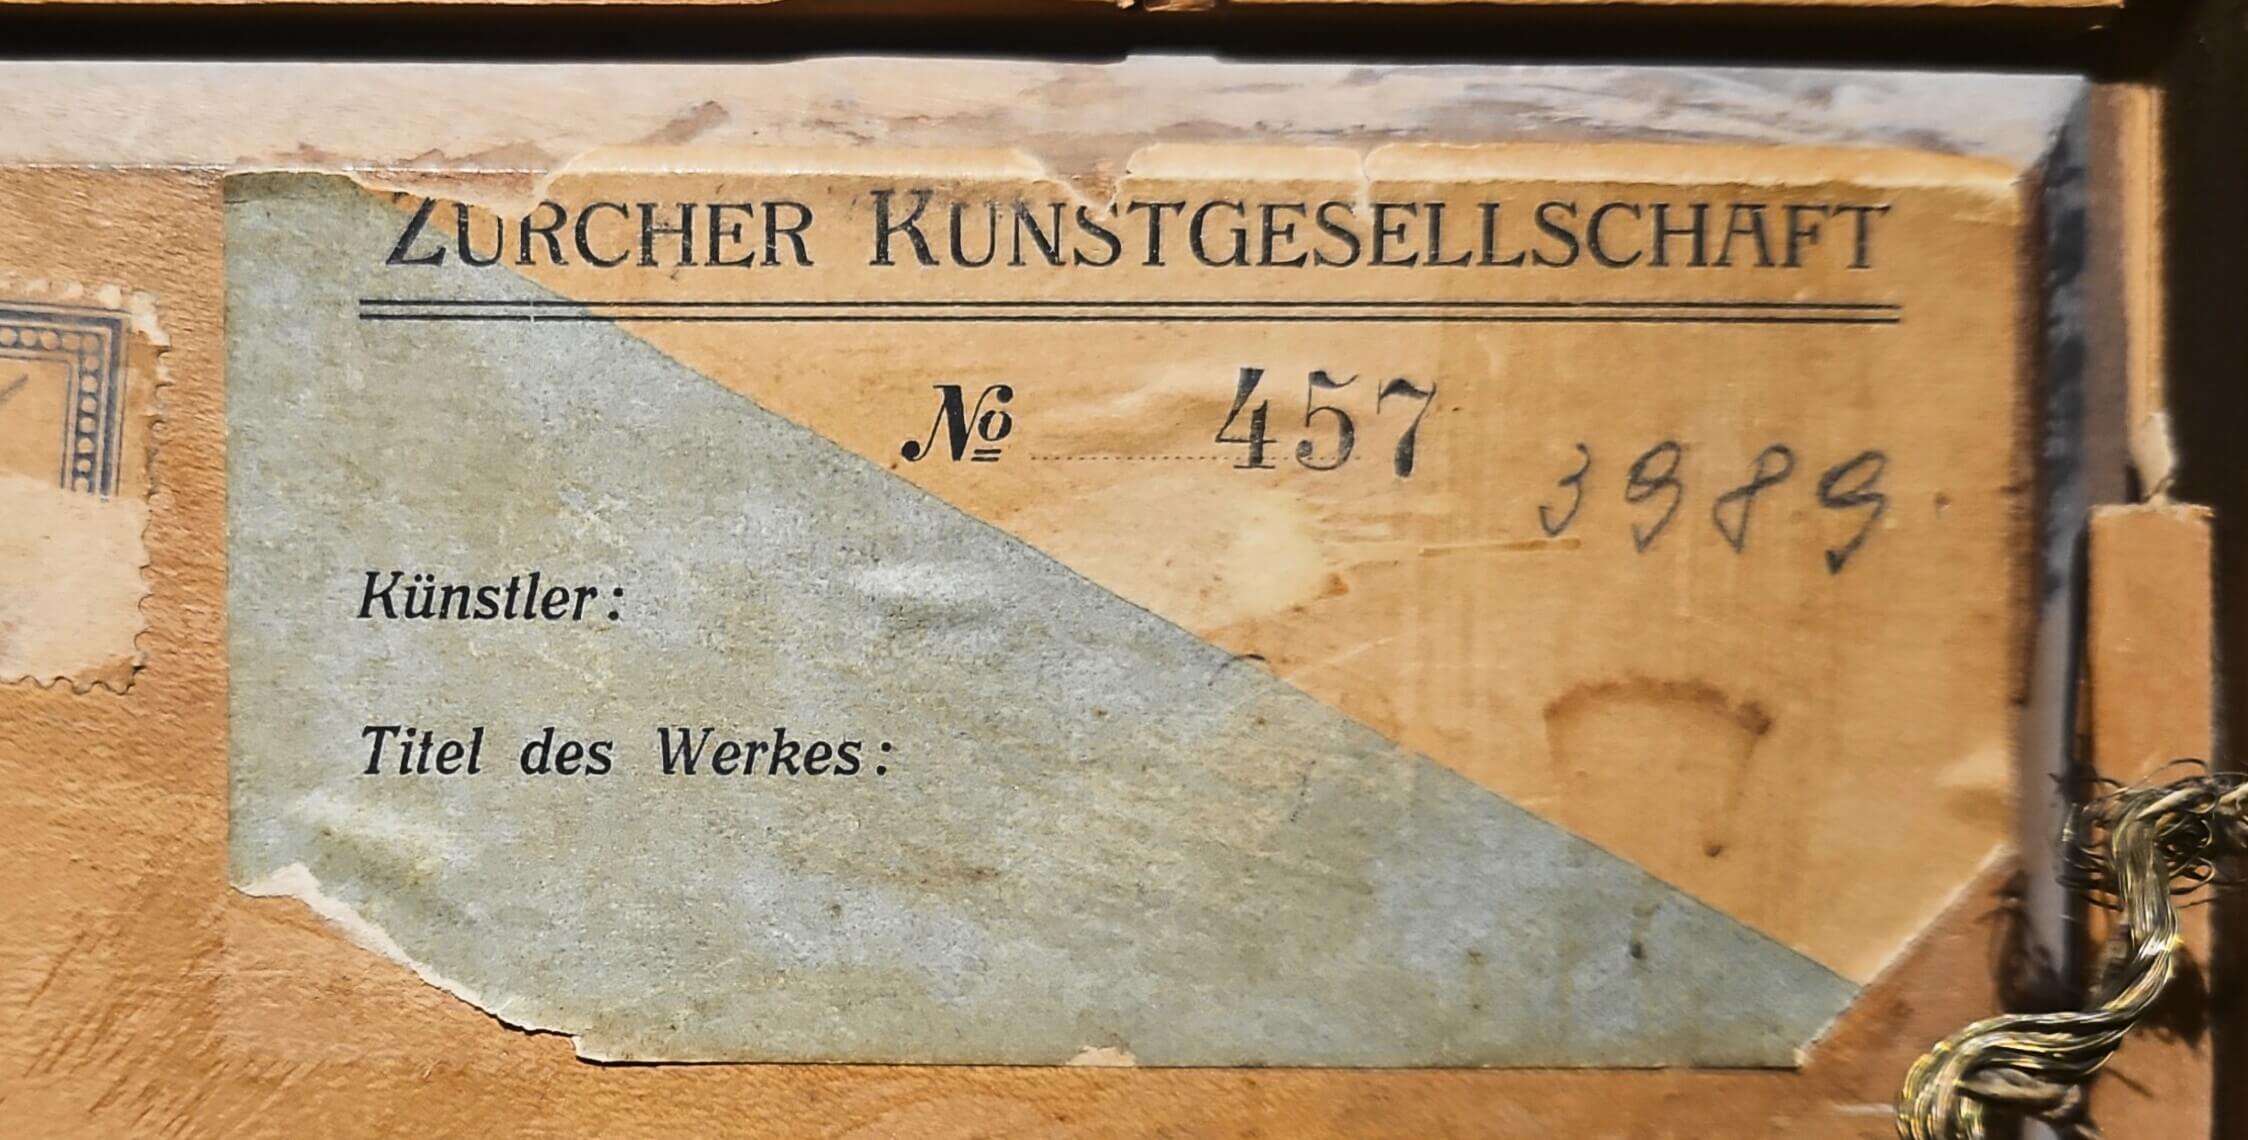 ZÜRCHER KUNSTGESELLSCHAFT
No 457
3989.
Künstler:
Titel des Werkes: